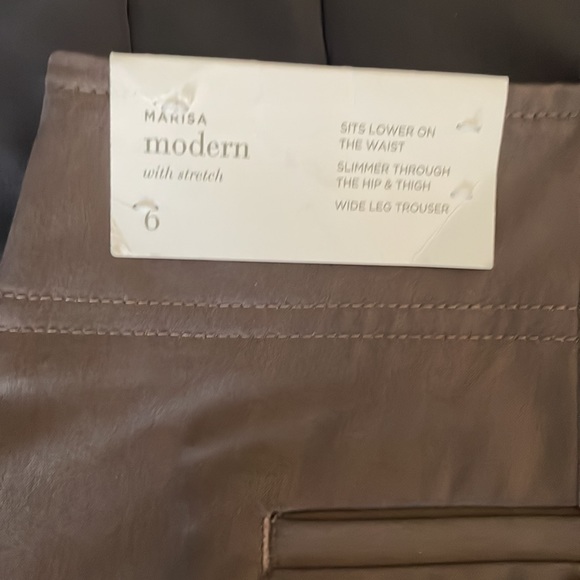 MARISA
modern
with stretch
6
SITS LOWER ON
THE WAIST
SLIMMER THROUGH
THE HIP & THIGH
WIDE LEG TROUSER